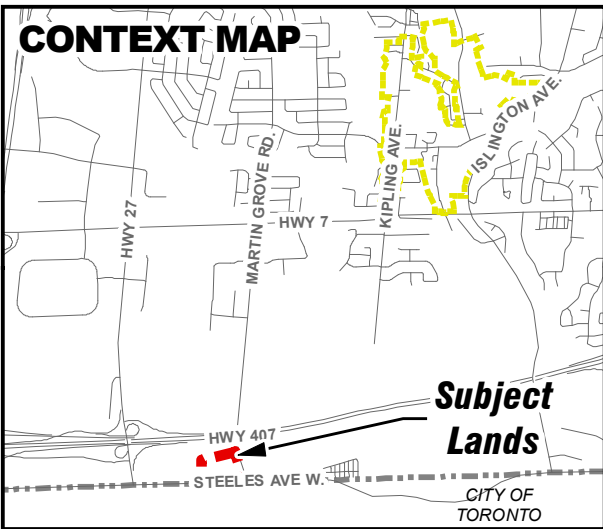 CONTEXT MAP
ISLINGTON AVE.
KIPLING AVE.
MARTIN GROVE RD.
HWY 27
HWY 7
Subject
Lands
HWY 407
STEELES AVE W.
CITY OF
TORONTO